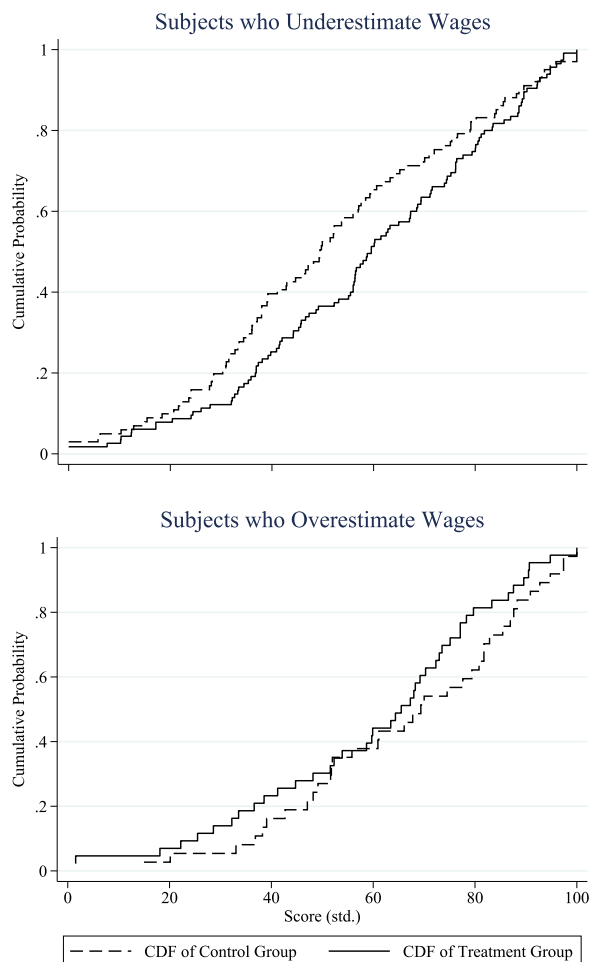 Subjects who Underestimate Wages
1
.8
.6
.4
.2
0
Cumulative Probability
Subjects who Overestimate Wages
1
.8
.6
.4
.2
0
Cumulative Probability
0 20 40 60 80 100
Score (std.)
CDF of Control Group CDF of Treatment Group